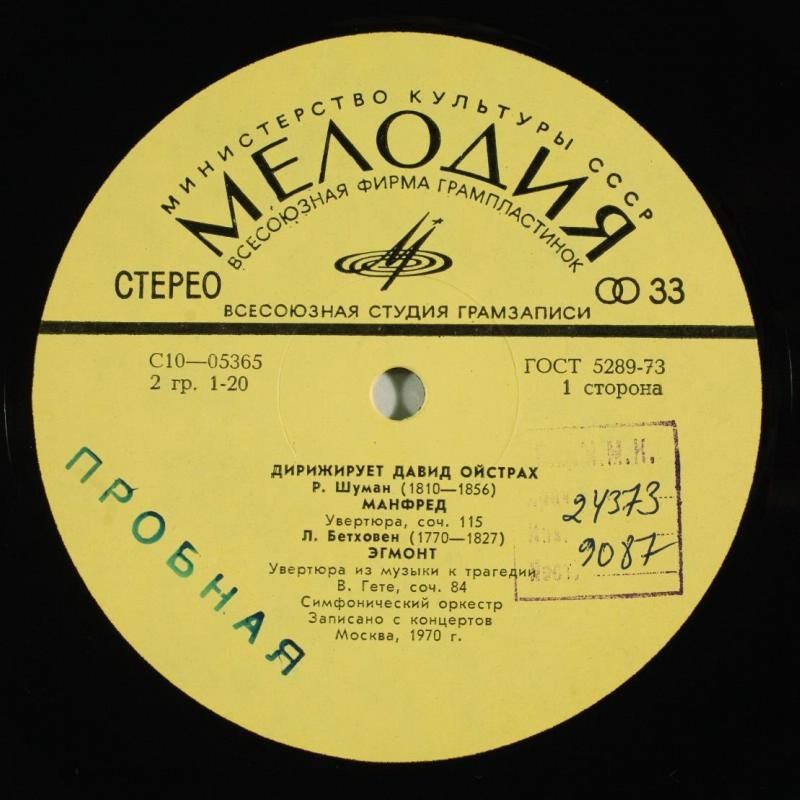 МИНИСТЕРСТВО КУЛЬТУРЫ СССР
МЕЛОДИЯ
ВСЕСОЮЗНАЯ ФИРМА ГРАМПЛАСТИНОК
СТЕРЕО
33
ВСЕСОЮЗНАЯ СТУДИЯ ГРАМЗАПИСИ
С10—05365
2 гр. 1-20
ГОСТ 5289-73
1 сторона
ПРОБНАЯ
М.К.
24373
9087
ДИРИЖИРУЕТ ДАВИД ОЙСТРАХ
Р. Шуман (1810—1856)
МАНФРЕД
Увертюра, соч. 115
Л. Бетховен (1770—1827)
ЭГМОНТ
Увертюра из музыки к трагедии
В. Гете, соч. 84
Симфонический оркестр
Записано с концертов
Москва, 1970 г.